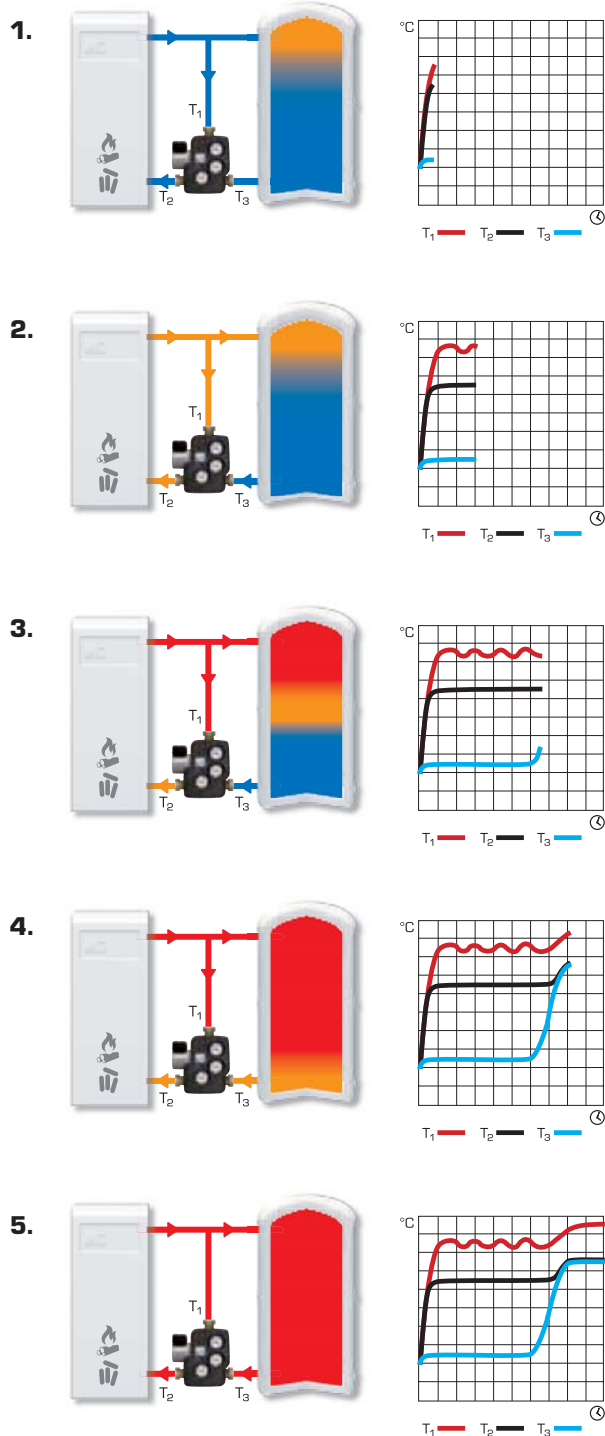 1.
T₁
T₂ T₃
°C
T₁ T₂ T₃
2.
T₁
T₂ T₃
°C
T₁ T₂ T₃
3.
T₁
T₂ T₃
°C
T₁ T₂ T₃
4.
T₁
T₂ T₃
°C
T₁ T₂ T₃
5.
T₁
T₂ T₃
°C
T₁ T₂ T₃